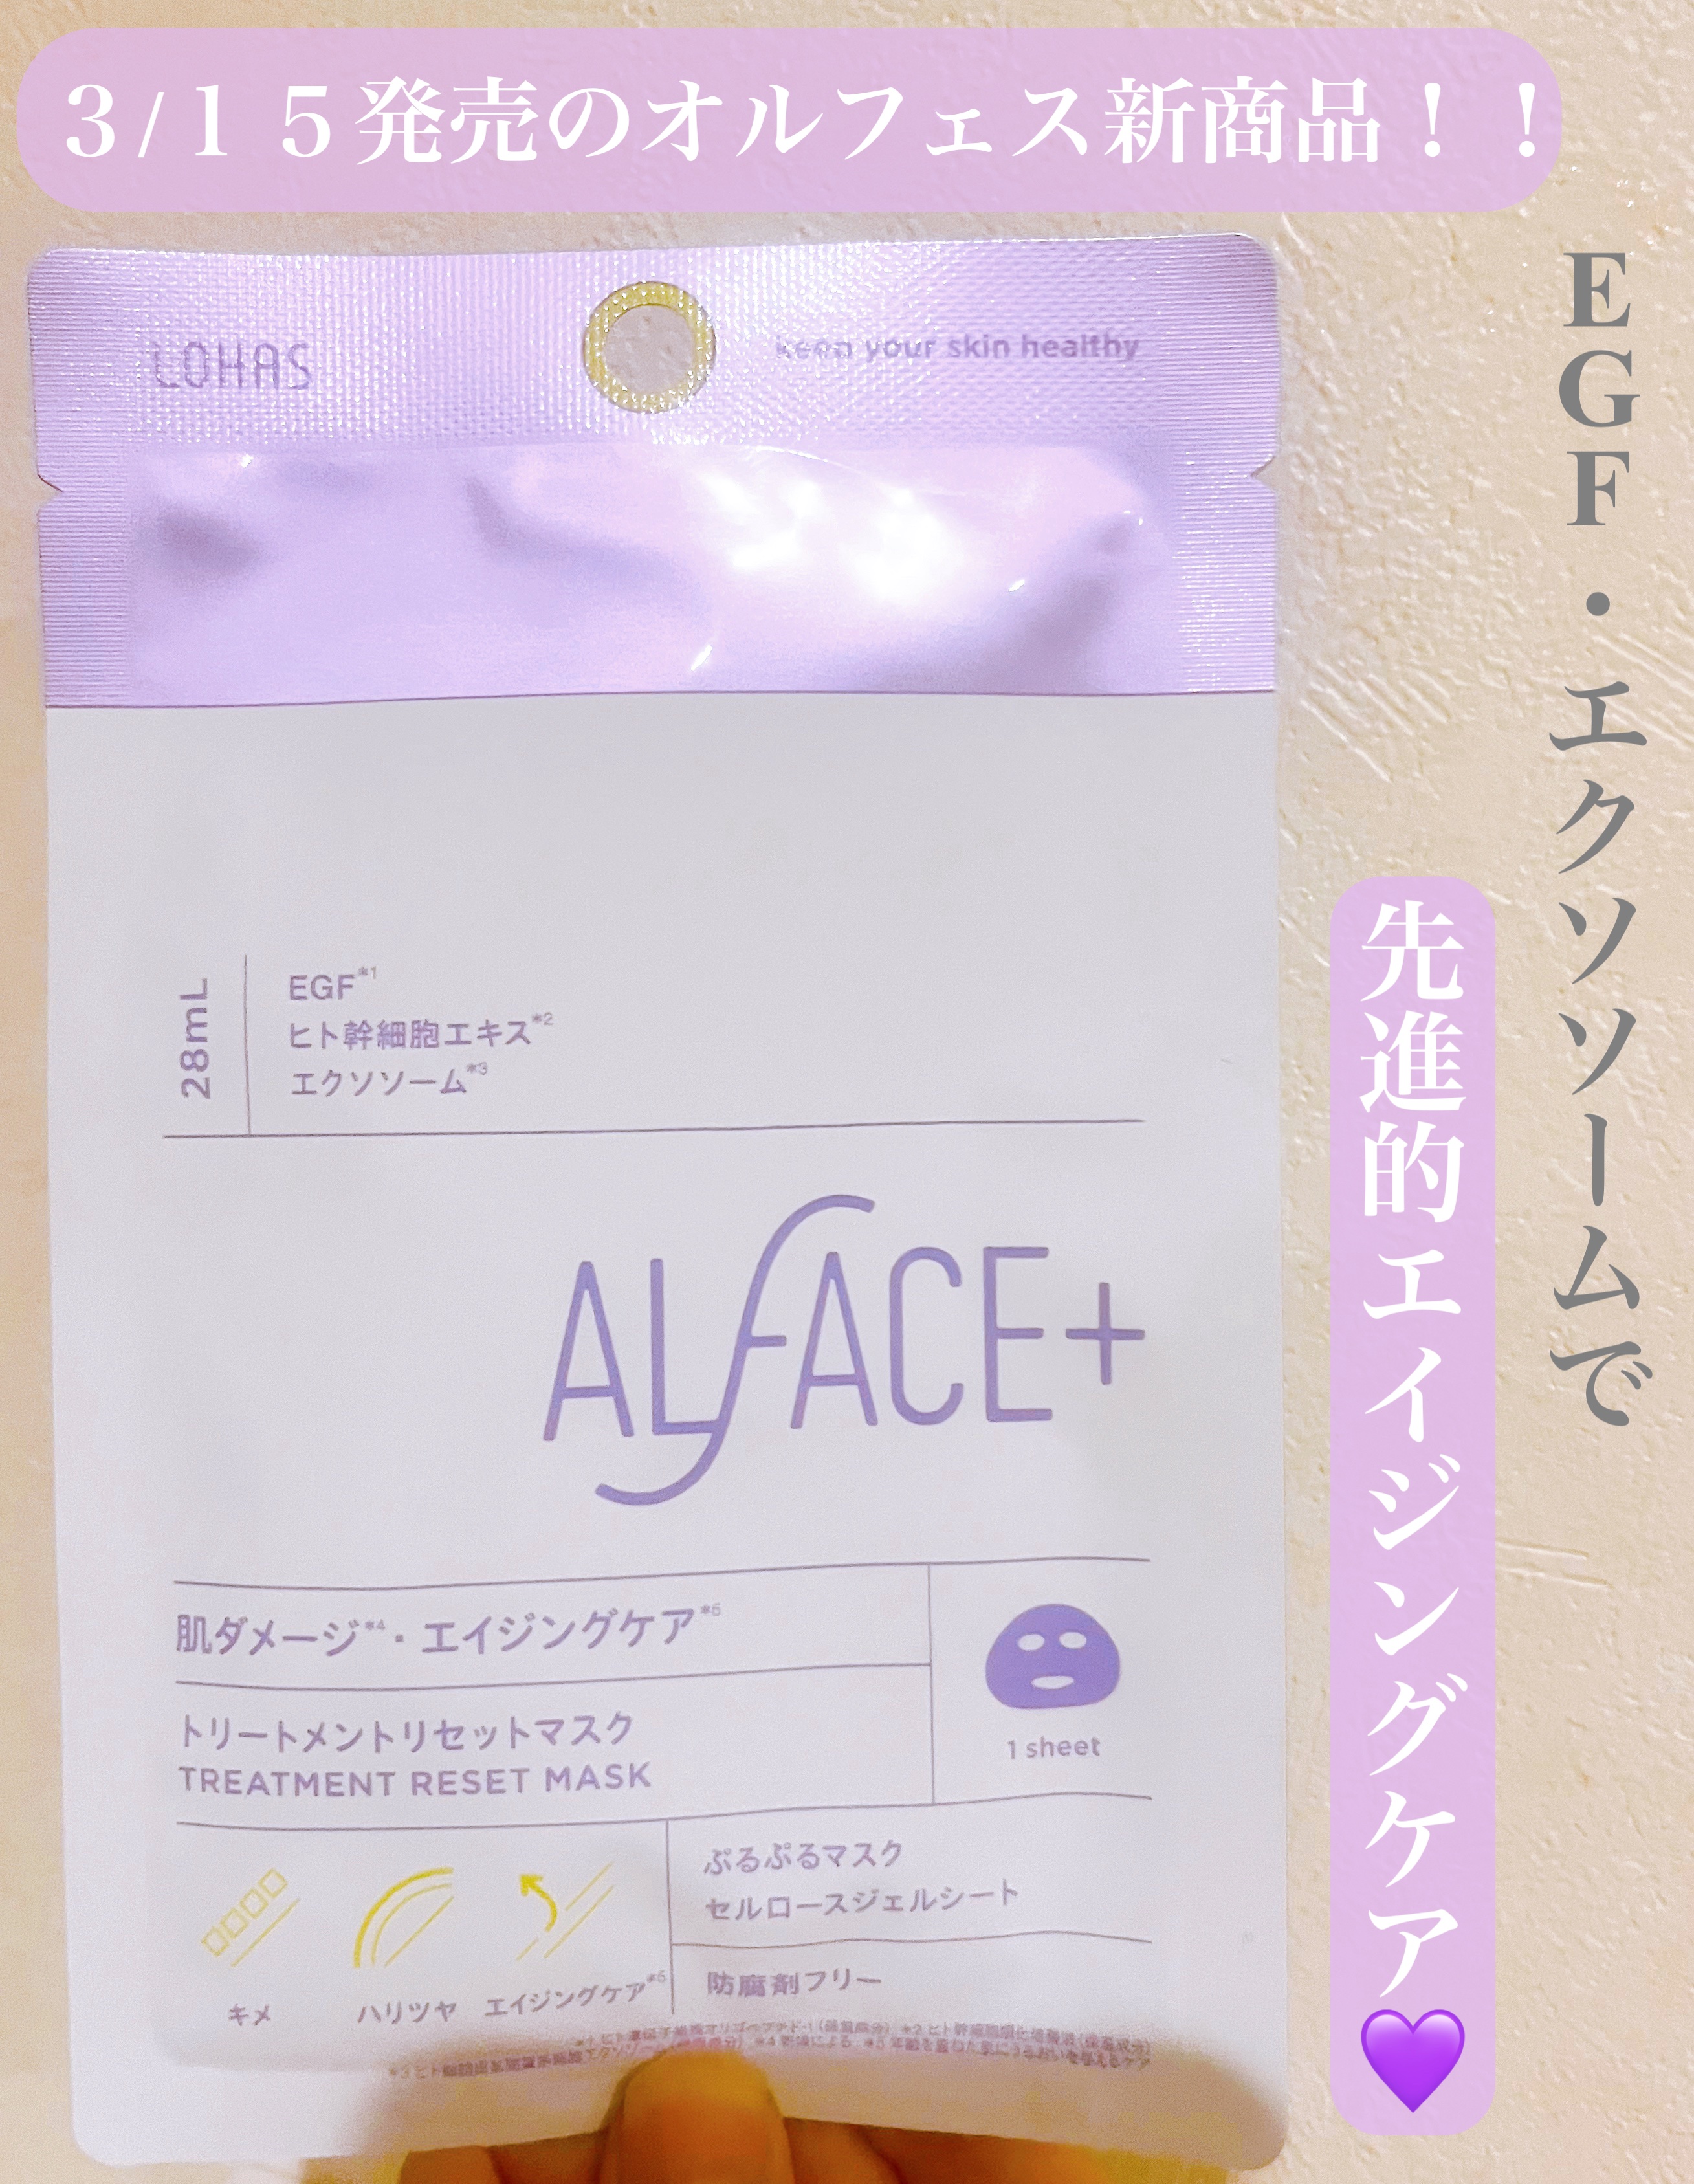 3/15発売のオルフェス新商品！！
EGF・エクソソームで
先進的エイジングケア💜
LOHAS
keep your skin healthy
28mL
EGF*1
ヒト幹細胞エキス*2
エクソソーム*3
ALFACE+
肌ダメージ*4・エイジングケア*5
トリートメントリセットマスク
TREATMENT RESET MASK
1 sheet
キメ
ハリツヤ
エイジングケア*5
ぷるぷるマスク
セルロースジェルシート
防腐剤フリー